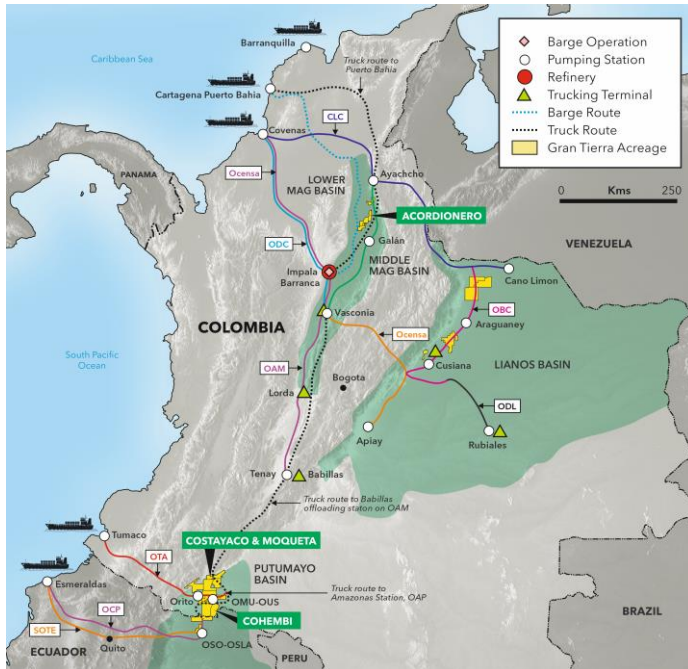 Caribbean Sea
Barranquilla
Truck route to
Puerto Bahia
Cartagena Puerto Bahia
Covenas
CLC
Barge Operation
Pumping Station
Refinery
Trucking Terminal
Barge Route
Truck Route
Gran Tierra Acreage
0 Kms 250
PANAMA
Ocensa
LOWER
MAG BASIN
Ayachcho
ACORDIONERO
Galán
ODC
MIDDLE
MAG BASIN
VENEZUELA
Impala
Barranca
Cano Limon
COLOMBIA
Vasconia
OBC
Araguaney
South Pacific
Ocean
Ocensa
OAM
Cusiana
LIANOS BASIN
Bogota
Lorda
ODL
Apiay
Rubiales
Tenay
Babillas
Truck route to Babillas
offloading staton on OAM
Tumaco
COSTAYACO & MOQUETA
OTA
PUTUMAYO
BASIN
Esmeraldas
Orito
OMU-OUS
Truck route to
Amazonas Station, OAP
OCP
SOTE
COHEMBI
BRAZIL
Quito
OSO-OSLA
ECUADOR
PERU